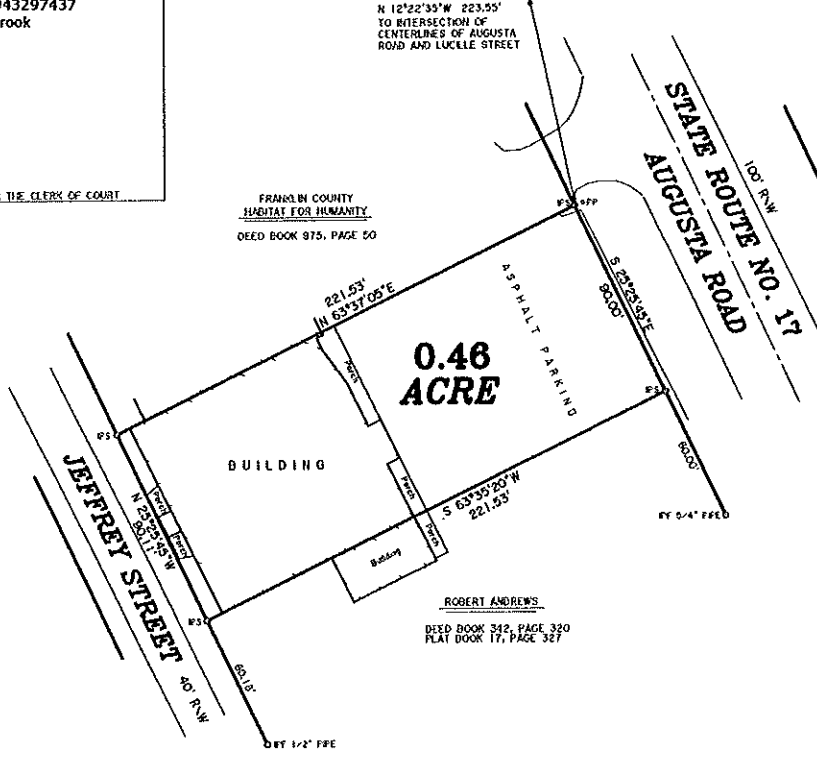 43297437
rook
THE CLERK OF COURT
N 12°22'35"W 223.55'
TO INTERSECTION OF
CENTERLINES OF AUGUSTA
ROAD AND LUCILLE STREET
STATE ROUTE NO. 17
AUGUSTA ROAD
100' R\W
FRANKLIN COUNTY
HABITAT FOR HUMANITY
DEED BOOK 975, PAGE 50
IPS
PP
221.53'
N 63°37'05"E
S 25°25'45"E
90.00'
ASPHALT PARKING
0.46
ACRE
Porch
IPS
IPS
BUILDING
60.00'
JEFFREY STREET
40' R\W
N 25°25'45"W
90.11'
Porch
Porch
Porch
S 63°35'20"W
221.53'
Porch
IPF 3/4" PIPE
Building
IPS
ROBERT ANDREWS
DEED BOOK 342, PAGE 320
PLAT BOOK 17, PAGE 327
60.18'
IPF 1/2" PIPE